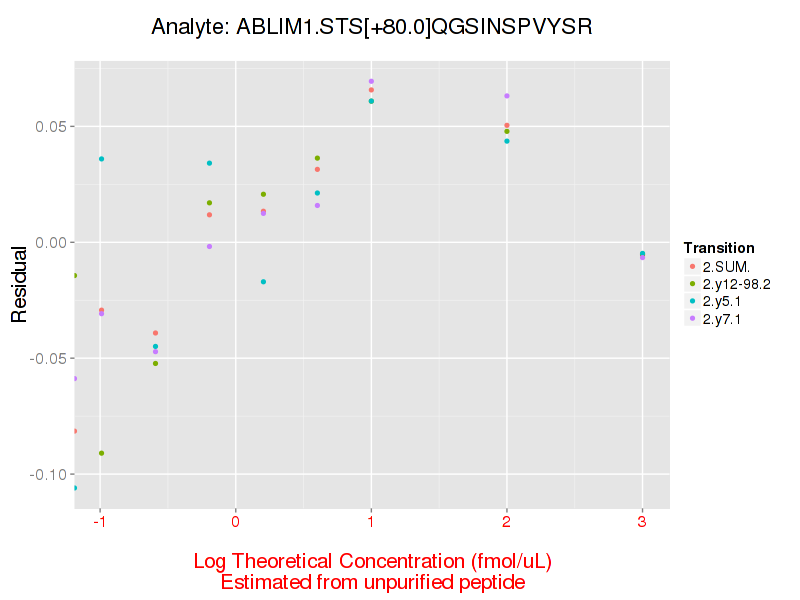 Analyte: ABLIM1.STS[+80.0]QGSINSPVYSR
0.05
0.00
-0.05
-0.10
Residual
-1 0 1 2 3
Log Theoretical Concentration (fmol/uL)
Estimated from unpurified peptide
Transition
2.SUM.
2.y12-98.2
2.y5.1
2.y7.1